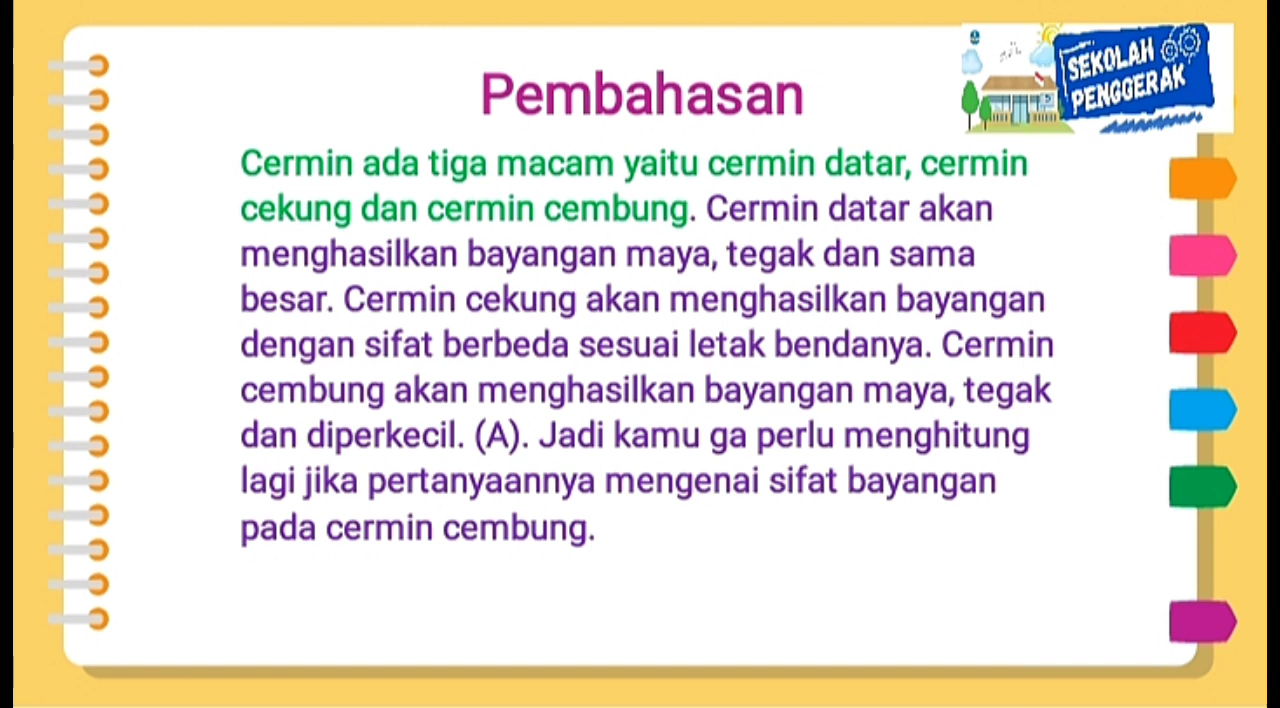 Pembahasan
SEKOLAH
PENGGERAK
Cermin ada tiga macam yaitu cermin datar, cermin
cekung dan cermin cembung. Cermin datar akan
menghasilkan bayangan maya, tegak dan sama
besar. Cermin cekung akan menghasilkan bayangan
dengan sifat berbeda sesuai letak bendanya. Cermin
cembung akan menghasilkan bayangan maya, tegak
dan diperkecil. (A). Jadi kamu ga perlu menghitung
lagi jika pertanyaannya mengenai sifat bayangan
pada cermin cembung.